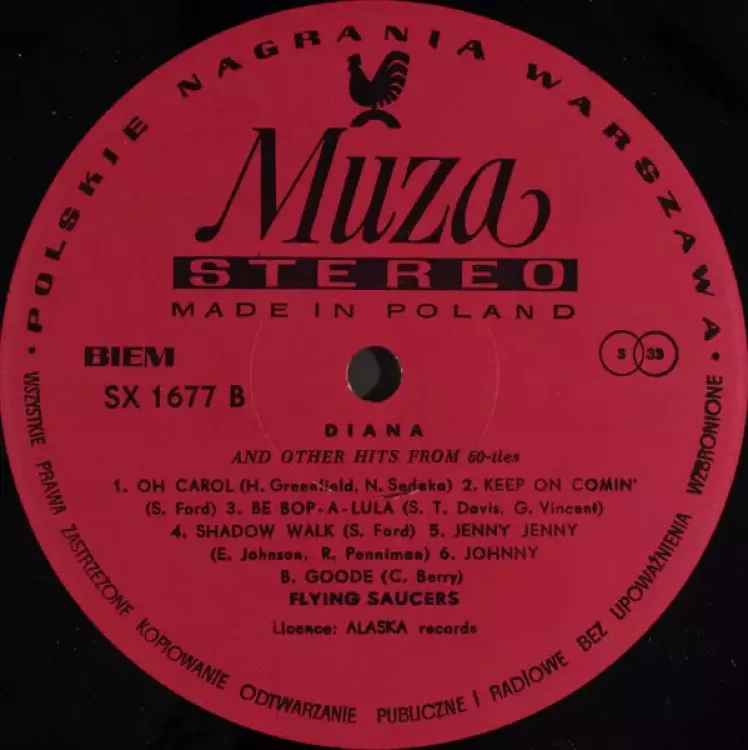 • POLSKIE NAGRANIA WARSZAWA •
Muza
STEREO
MADE IN POLAND
BIEM
S 33
SX 1677 B
DIANA
AND OTHER HITS FROM 60-ties
1. OH CAROL (H. Greenfield, N. Sedaka) 2. KEEP ON COMIN'
(S. Ford) 3. BE BOP-A-LULA (S. T. Davis, G. Vincent)
4. SHADOW WALK (S. Ford) 5. JENNY JENNY
(E. Johnson, R. Penniman) 6. JOHNNY
B. GOODE (C. Berry)
FLYING SAUCERS
Licence: ALASKA records
WSZYSTKIE PRAWA ZASTRZEŻONE KOPIOWANIE ODTWARZANIE PUBLICZNE I RADIOWE BEZ UPOWAŻNIENIA WZBRONIONE